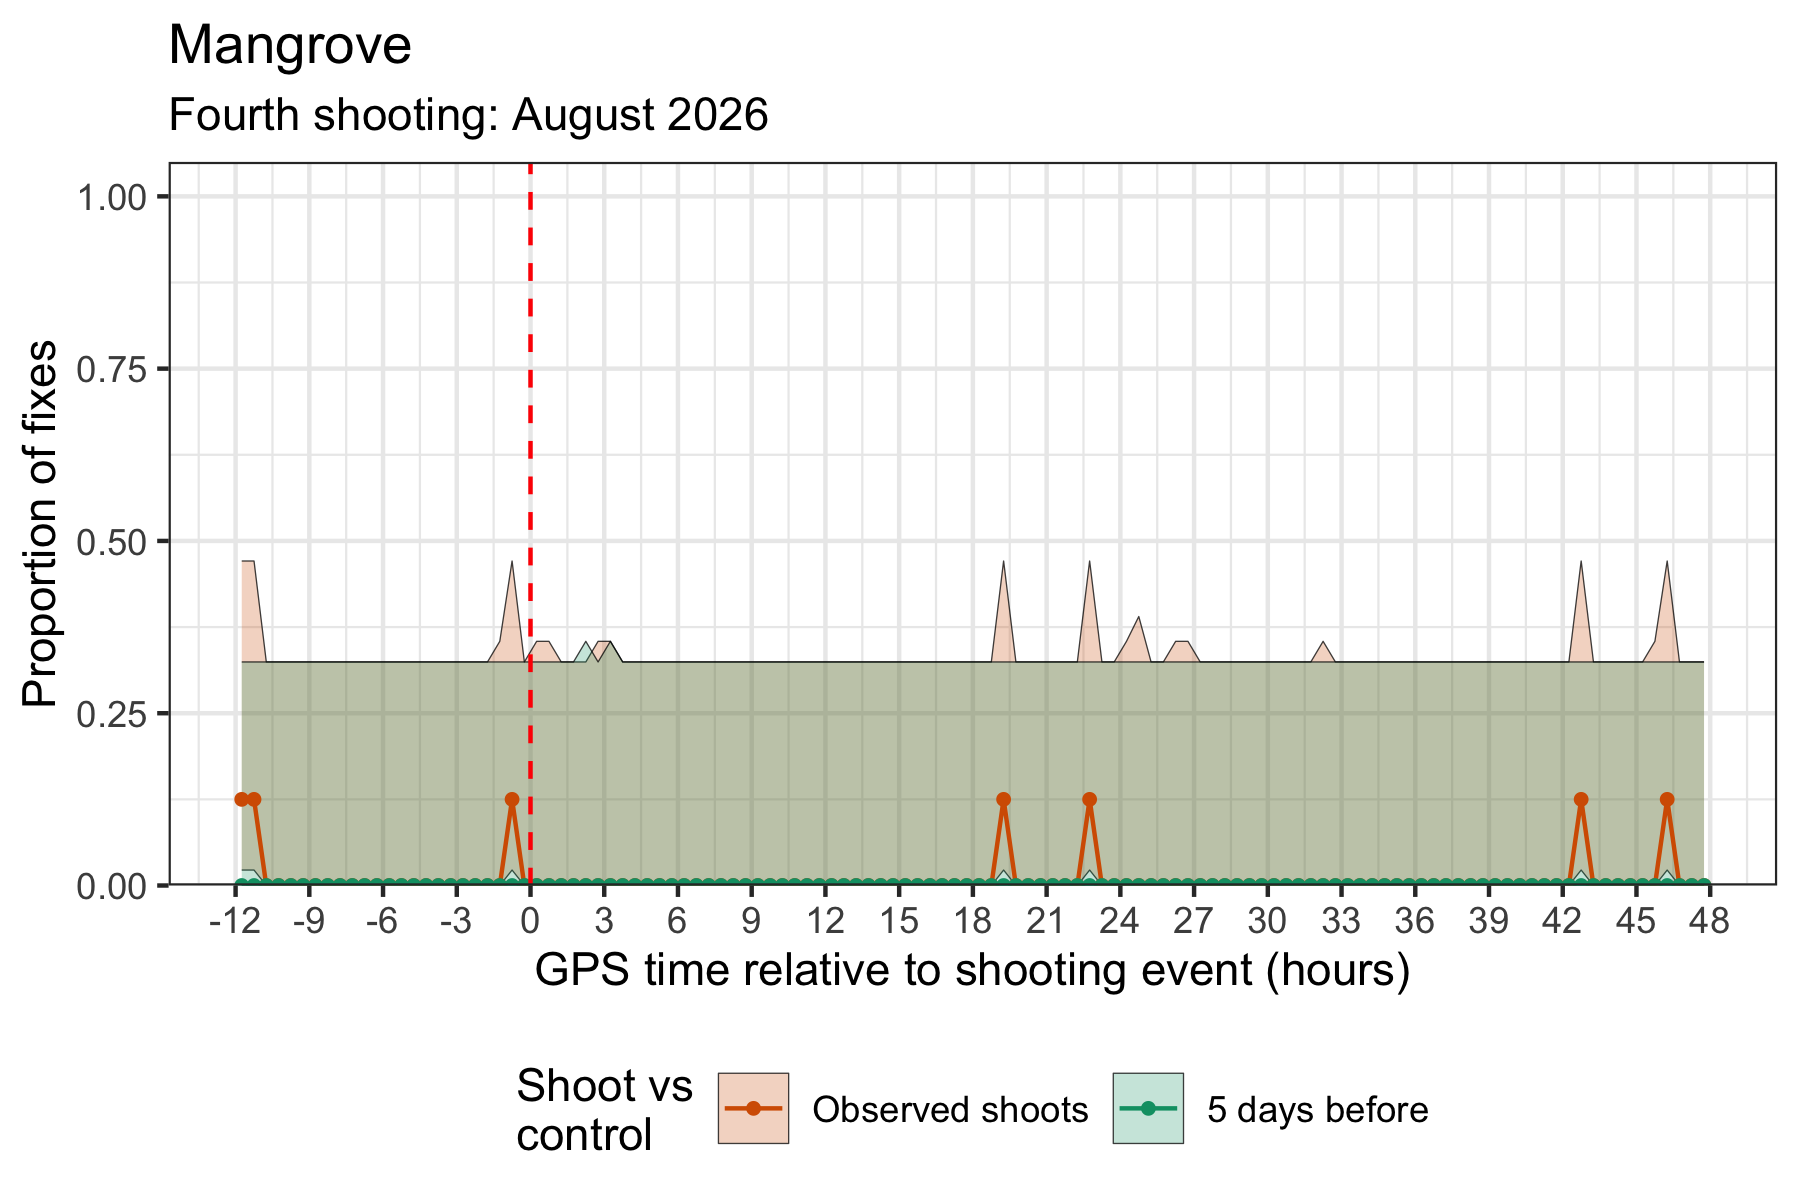 Mangrove
Fourth shooting: August 2026
1.00
0.75
0.50
0.25
0.00
Proportion of fixes
-12 -9 -6 -3 0 3 6 9 12 15 18 21 24 27 30 33 36 39 42 45 48
GPS time relative to shooting event (hours)
Shoot vs
control
Observed shoots
5 days before